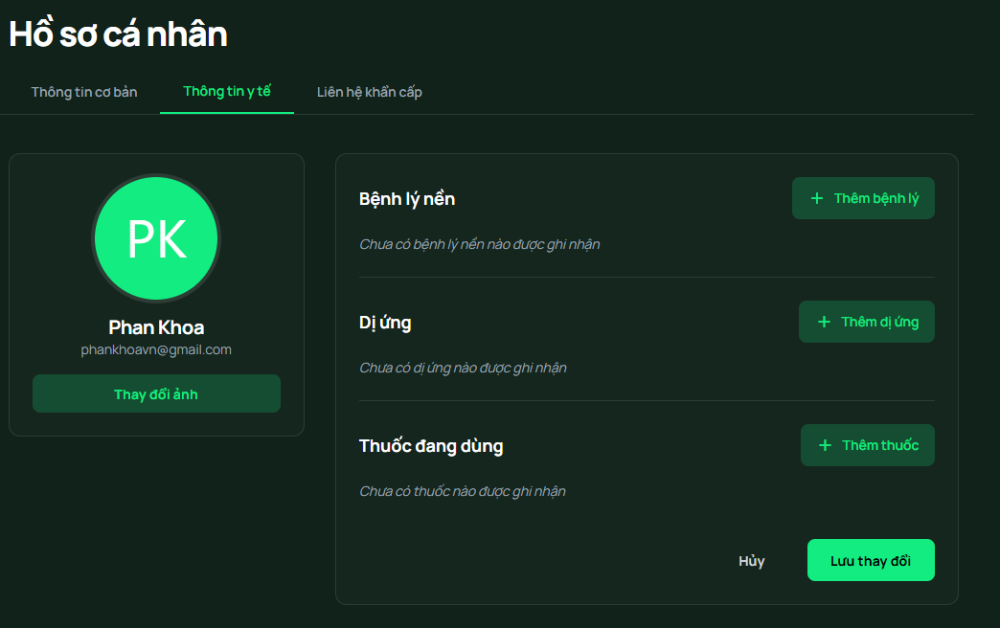 Hồ sơ cá nhân
Thông tin cơ bản
Thông tin y tế
Liên hệ khẩn cấp
PK
Phan Khoa
phankhoavn@gmail.com
Thay đổi ảnh
Bệnh lý nền
+ Thêm bệnh lý
Chưa có bệnh lý nền nào được ghi nhận
Dị ứng
+ Thêm dị ứng
Chưa có dị ứng nào được ghi nhận
Thuốc đang dùng
+ Thêm thuốc
Chưa có thuốc nào được ghi nhận
Hủy
Lưu thay đổi